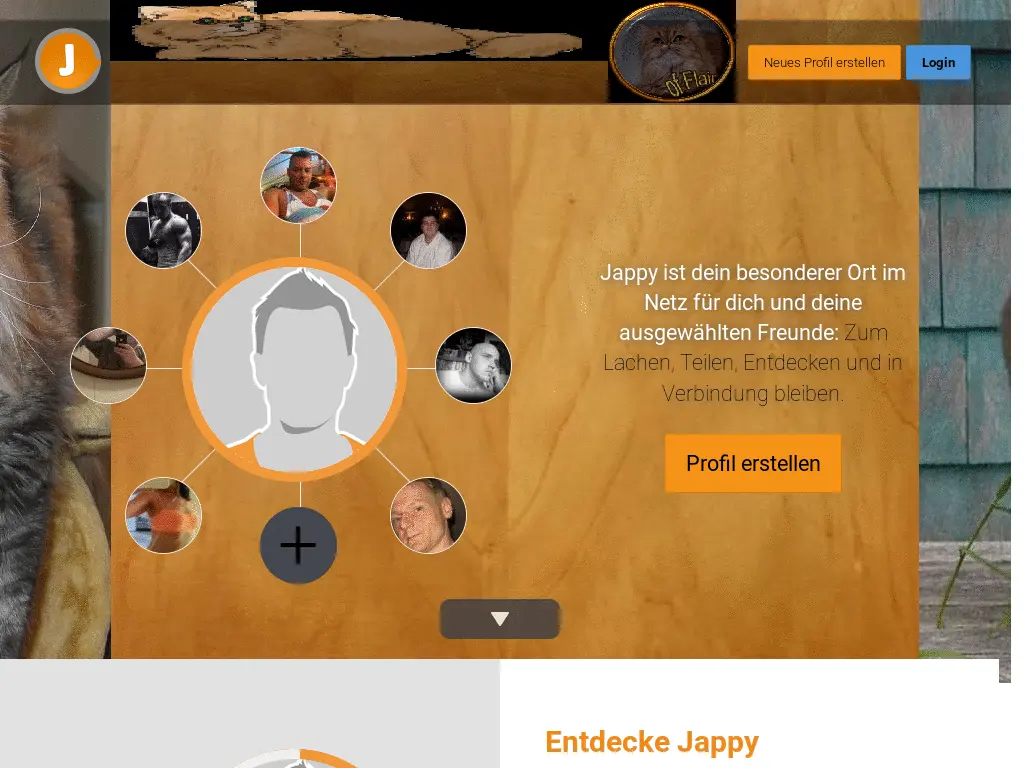 J
of Flair
Neues Profil erstellen
Login
Jappy ist dein besonderer Ort im
Netz für dich und deine
ausgewählten Freunde: Zum
Lachen, Teilen, Entdecken und in
Verbindung bleiben.
Profil erstellen
Entdecke Jappy